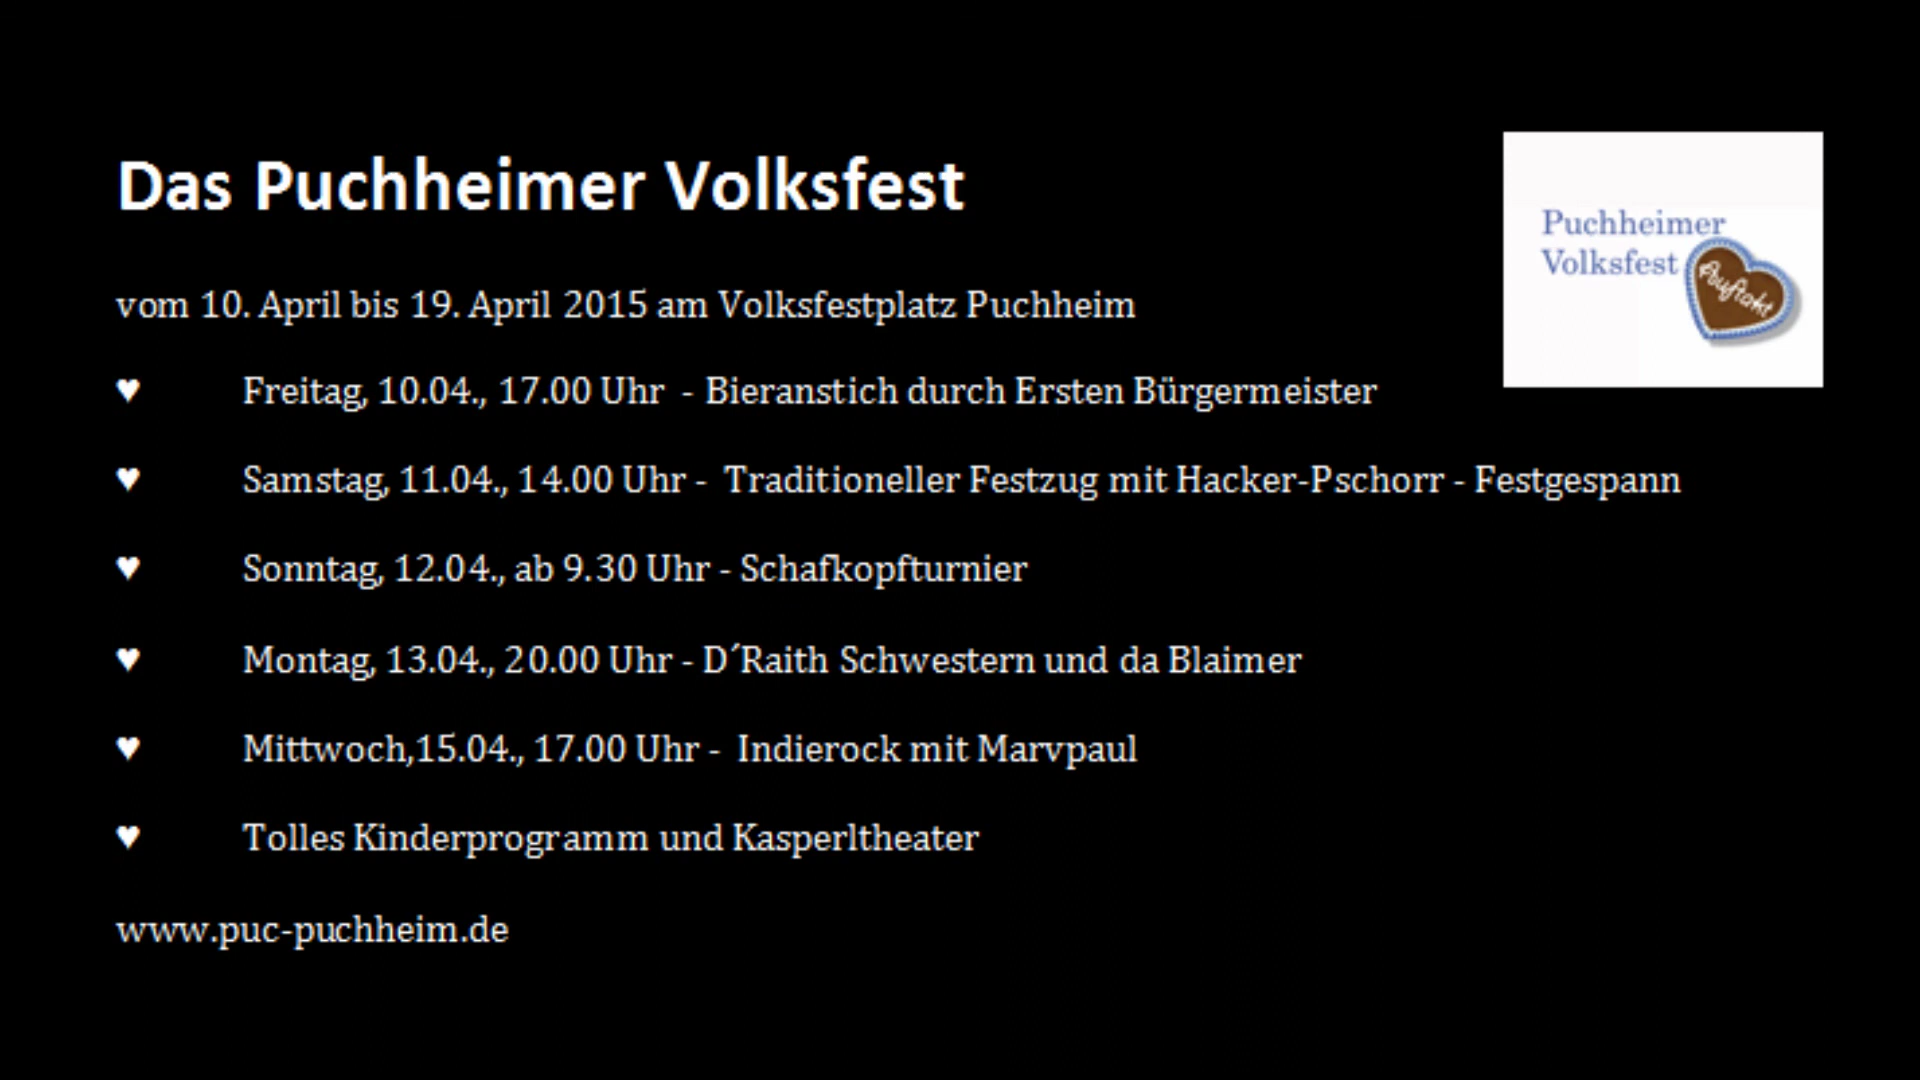 Das Puchheimer Volksfest
Puchheimer
Volksfest
Auftakt
vom 10. April bis 19. April 2015 am Volksfestplatz Puchheim
♥ Freitag, 10.04., 17.00 Uhr - Bieranstich durch Ersten Bürgermeister
♥ Samstag, 11.04., 14.00 Uhr - Traditioneller Festzug mit Hacker-Pschorr - Festgespann
♥ Sonntag, 12.04., ab 9.30 Uhr - Schafkopfturnier
♥ Montag, 13.04., 20.00 Uhr - D´Raith Schwestern und da Blaimer
♥ Mittwoch,15.04., 17.00 Uhr - Indierock mit Marvpaul
♥ Tolles Kinderprogramm und Kasperltheater
www.puc-puchheim.de